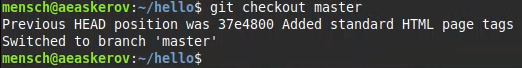 mensch@aeaskerov:~/hello$ git checkout master
Previous HEAD position was 37e4800 Added standard HTML page tags
Switched to branch 'master'
mensch@aeaskerov:~/hello$